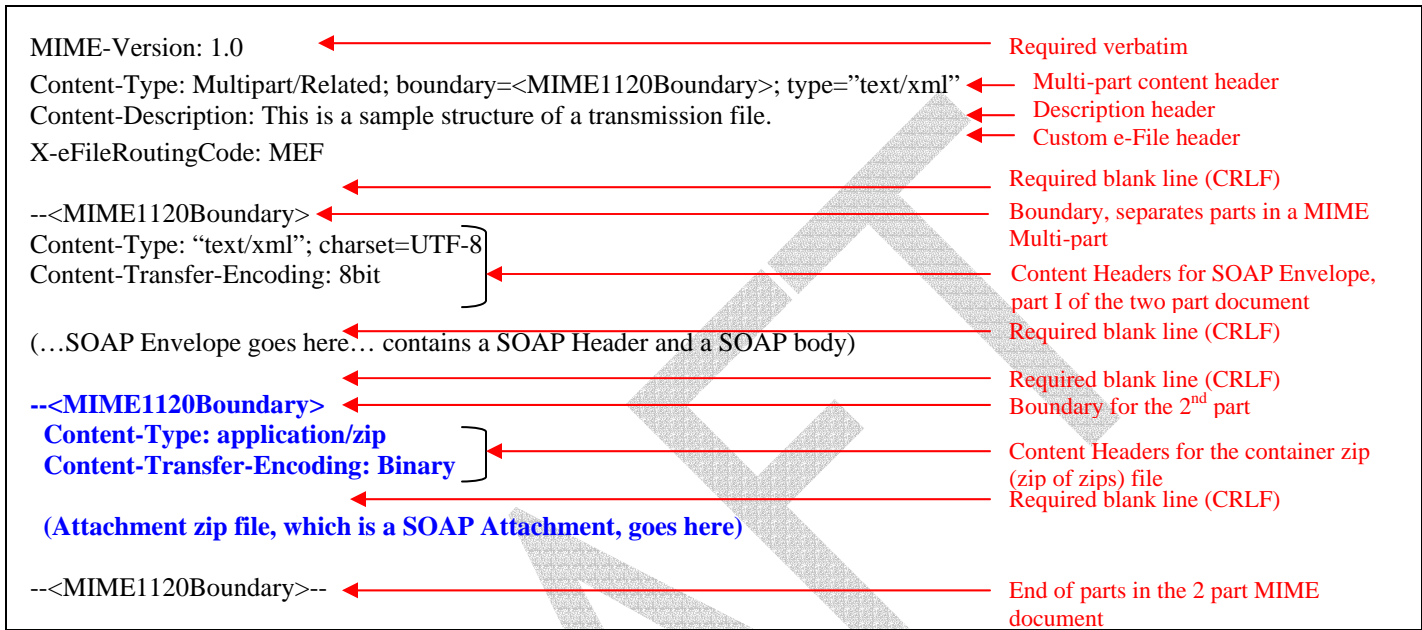 MIME-Version: 1.0
Required verbatim
Content-Type: Multipart/Related; boundary=<MIME1120Boundary>; type=”text/xml”
Multi-part content header
Content-Description: This is a sample structure of a transmission file.
Description header
Custom e-File header
X-eFileRoutingCode: MEF
Required blank line (CRLF)
--<MIME1120Boundary>
Boundary, separates parts in a MIME
Multi-part
Content-Type: “text/xml”; charset=UTF-8
Content-Transfer-Encoding: 8bit
Content Headers for SOAP Envelope,
part I of the two part document
Required blank line (CRLF)
(…SOAP Envelope goes here… contains a SOAP Header and a SOAP body)
Required blank line (CRLF)
--<MIME1120Boundary>
Boundary for the 2nd part
Content-Type: application/zip
Content-Transfer-Encoding: Binary
Content Headers for the container zip
(zip of zips) file
Required blank line (CRLF)
(Attachment zip file, which is a SOAP Attachment, goes here)
--<MIME1120Boundary>--
End of parts in the 2 part MIME
document